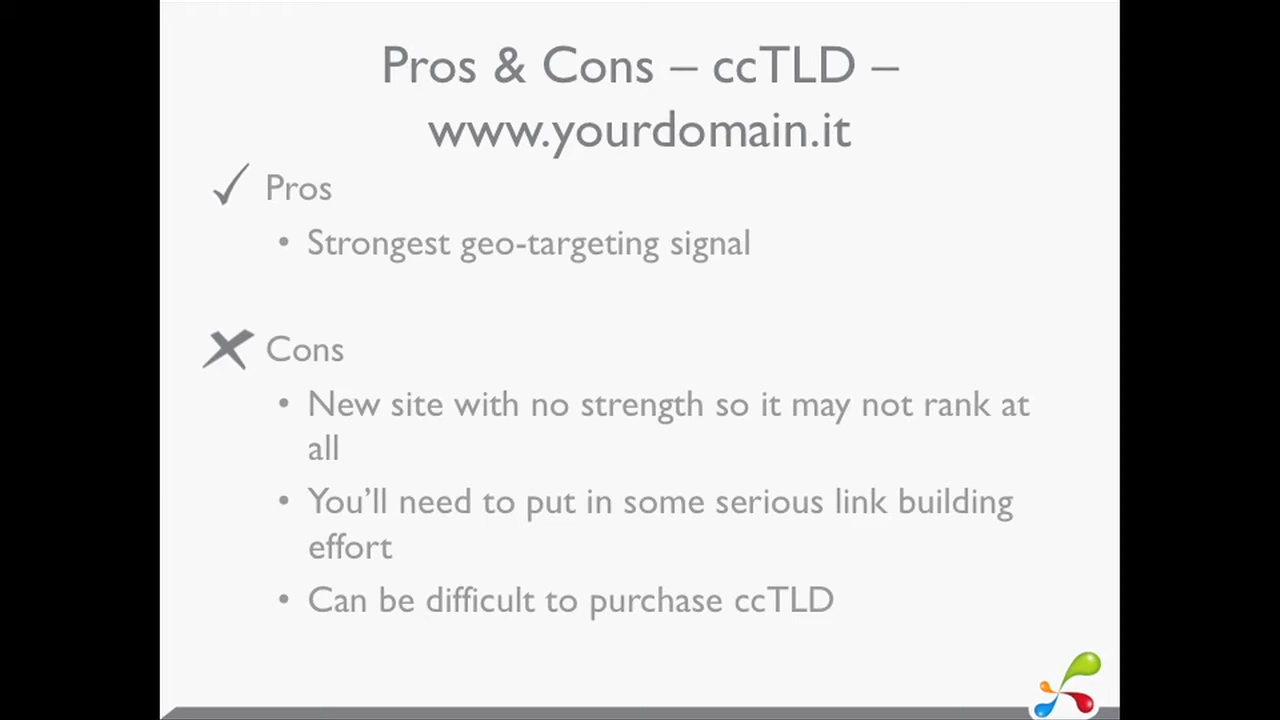 Pros & Cons – ccTLD –
www.yourdomain.it
Pros
• Strongest geo-targeting signal
Cons
• New site with no strength so it may not rank at
all
• You’ll need to put in some serious link building
effort
• Can be difficult to purchase ccTLD